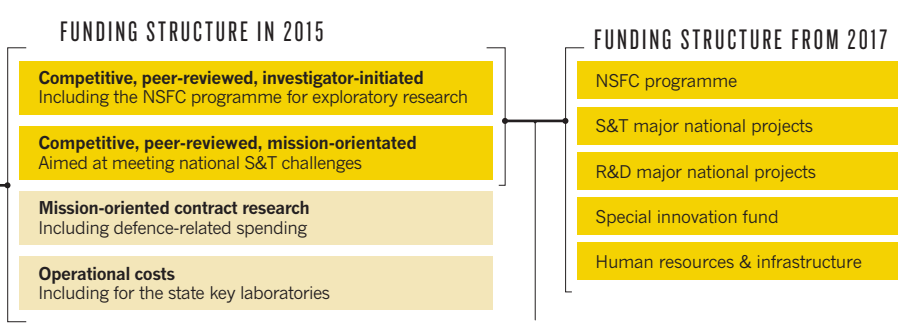 FUNDING STRUCTURE IN 2015
Competitive, peer-reviewed, investigator-initiated
Including the NSFC programme for exploratory research
Competitive, peer-reviewed, mission-orientated
Aimed at meeting national S&T challenges
Mission-oriented contract research
Including defence-related spending
Operational costs
Including for the state key laboratories
FUNDING STRUCTURE FROM 2017
NSFC programme
S&T major national projects
R&D major national projects
Special innovation fund
Human resources & infrastructure